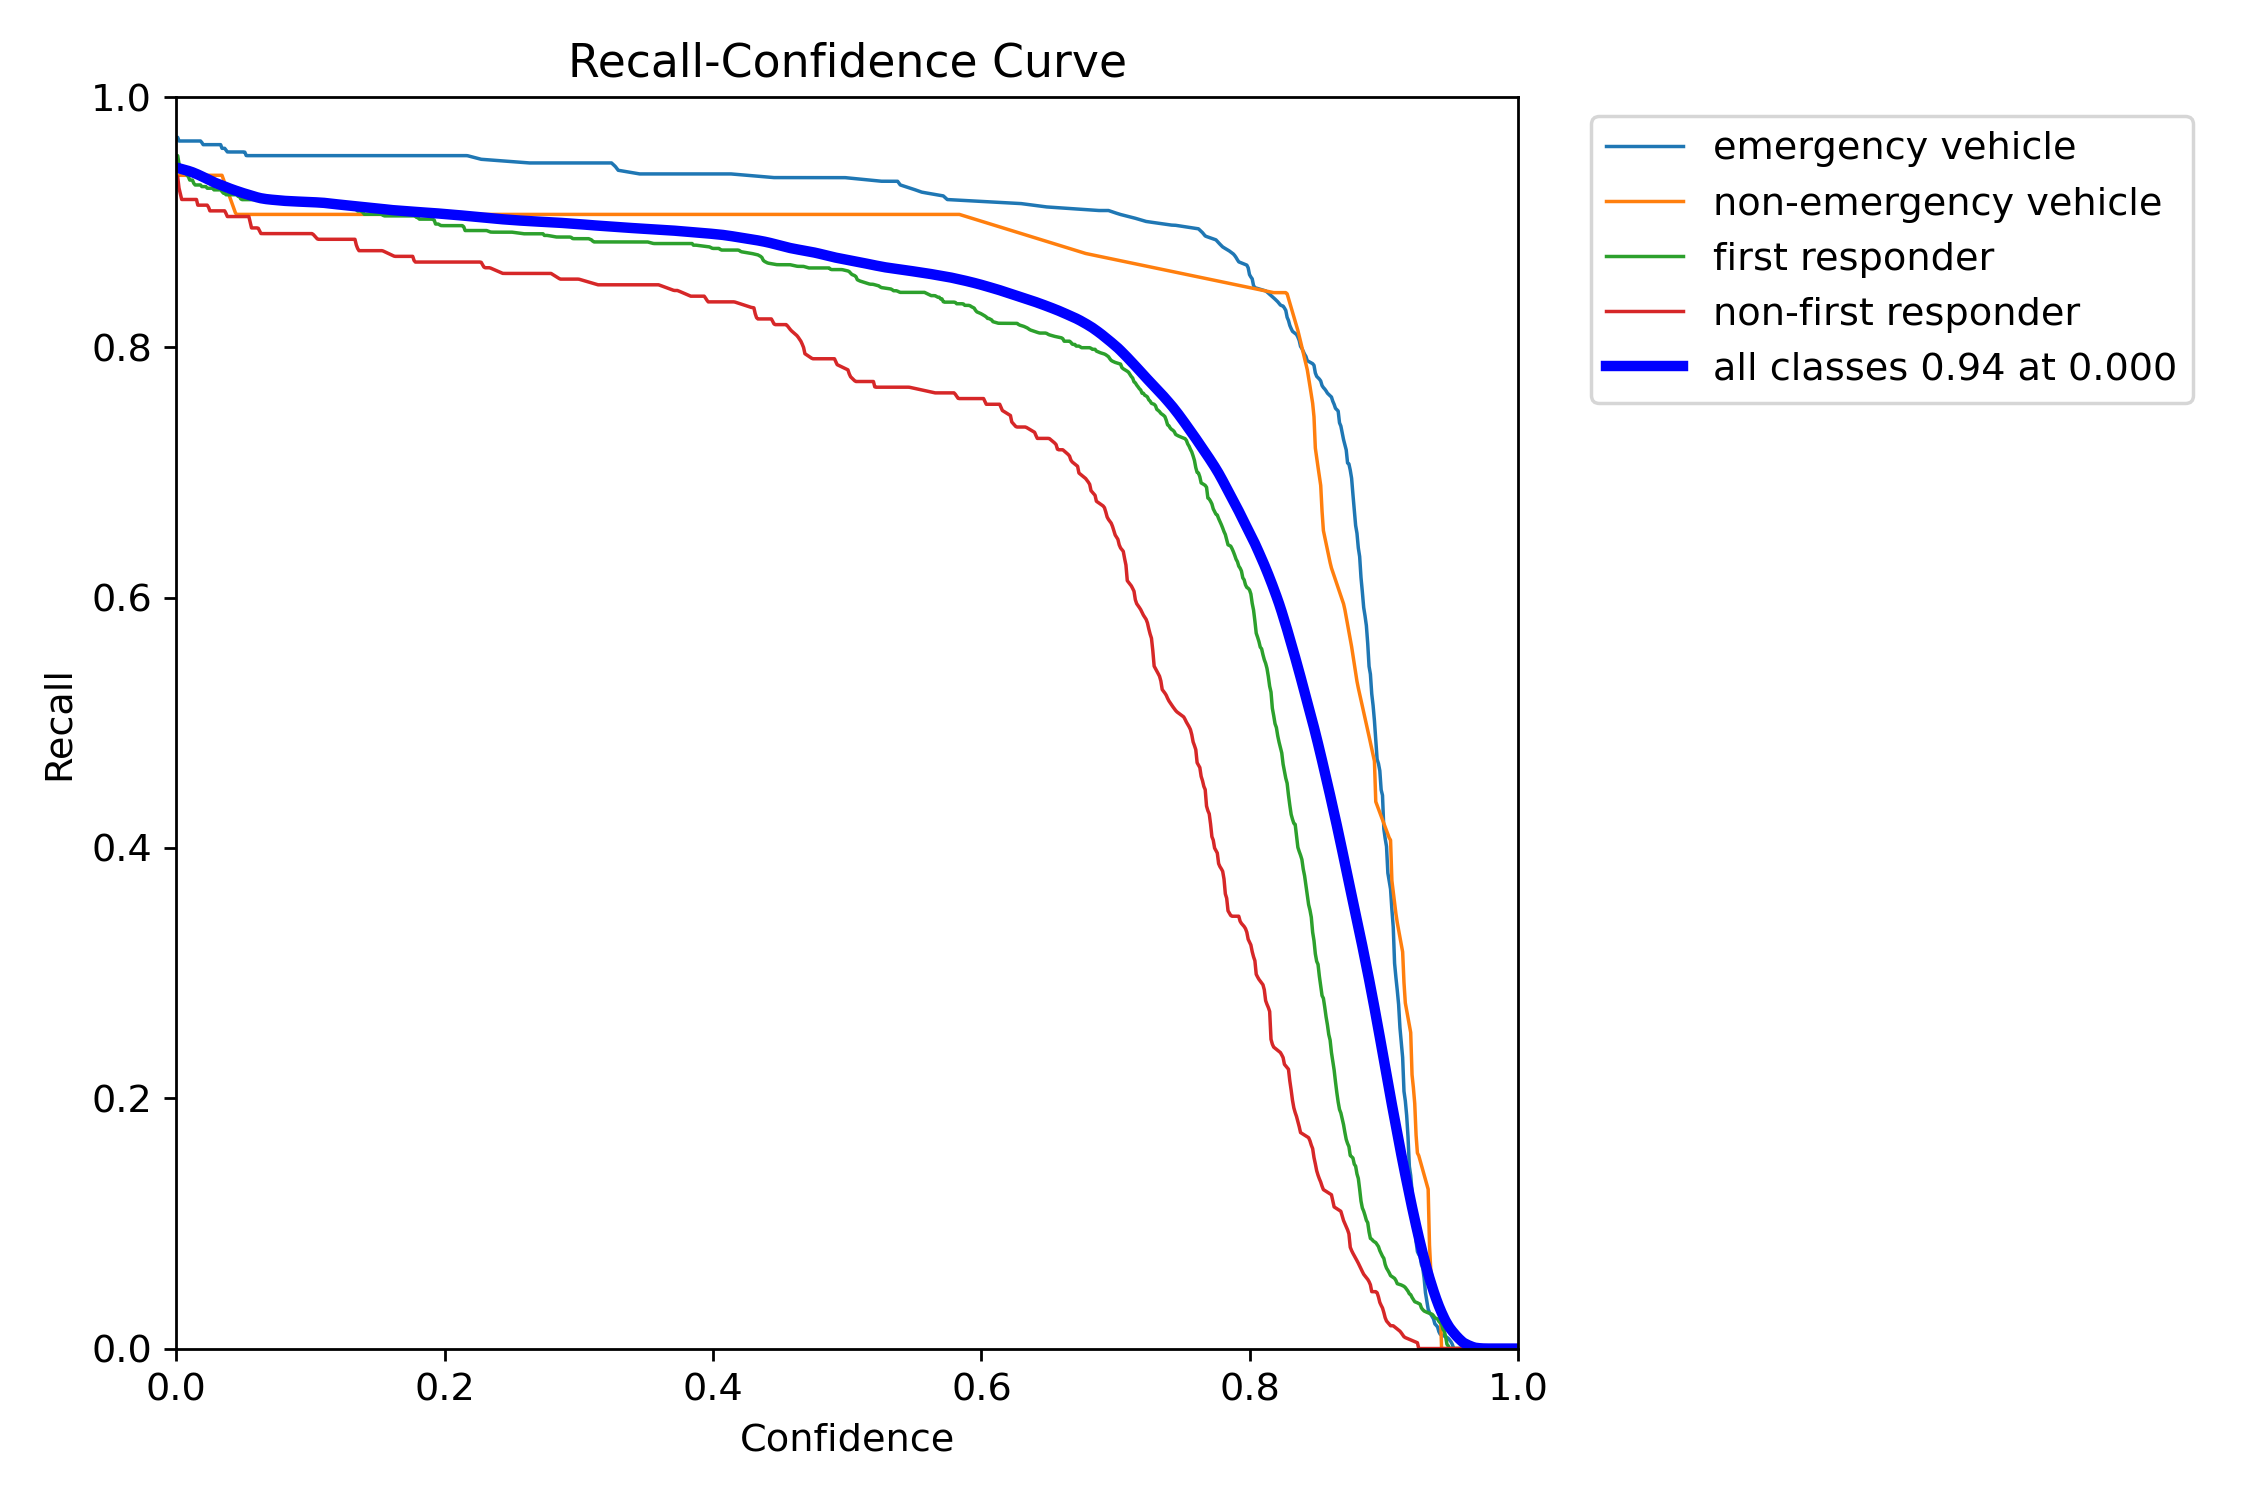 Recall-Confidence Curve
1.0
0.8
0.6
0.4
0.2
0.0
Recall
0.0 0.2 0.4 0.6 0.8 1.0
Confidence
emergency vehicle
non-emergency vehicle
first responder
non-first responder
all classes 0.94 at 0.000